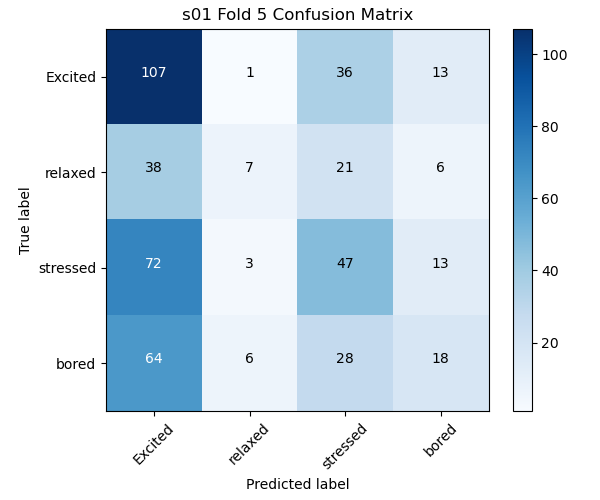 s01 Fold 5 Confusion Matrix
Excited 107 1 36 13
relaxed 38 7 21 6
stressed 72 3 47 13
bored 64 6 28 18
True label
Excited relaxed stressed bored
Predicted label
100
80
60
40
20